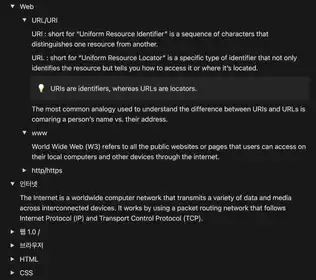 Web
URL/URI
URI : short for “Uniform Resource Identifier” is a sequence of characters that
distinguishes one resource from another.
URL : short for “Uniform Resource Locator” is a specific type of identifier that not only
identifies the resource but tells you how to access it or where it's located.
URIs are identifiers, whereas URLs are locators.
The most common analogy used to understand the difference between URIs and URLs is
comaring a person's name vs. their address.
www
World Wide Web (W3) refers to all the public websites or pages that users can access on
their local computers and other devices through the internet.
http/https
인터넷
The Internet is a worldwide computer network that transmits a variety of data and media
across interconnected devices. It works by using a packet routing network that follows
Internet Protocol (IP) and Transport Control Protocol (TCP).
웹 1.0 /
브라우저
HTML
CSS